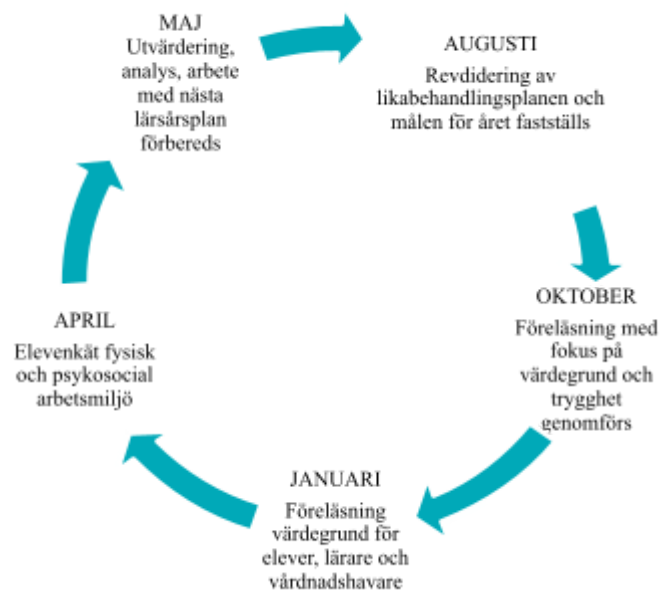 MAJ
Utvärdering,
analys, arbete
med nästa
lärsårsplan
förbereds
AUGUSTI
Revdidering av
likabehandlingsplanen och
målen för året fastställs
OKTOBER
Föreläsning med
fokus på
värdegrund och
trygghet
genomförs
JANUARI
Föreläsning
värdegrund för
elever, lärare och
vårdnadshavare
APRIL
Elevenkät fysisk
och psykosocial
arbetsmiljö